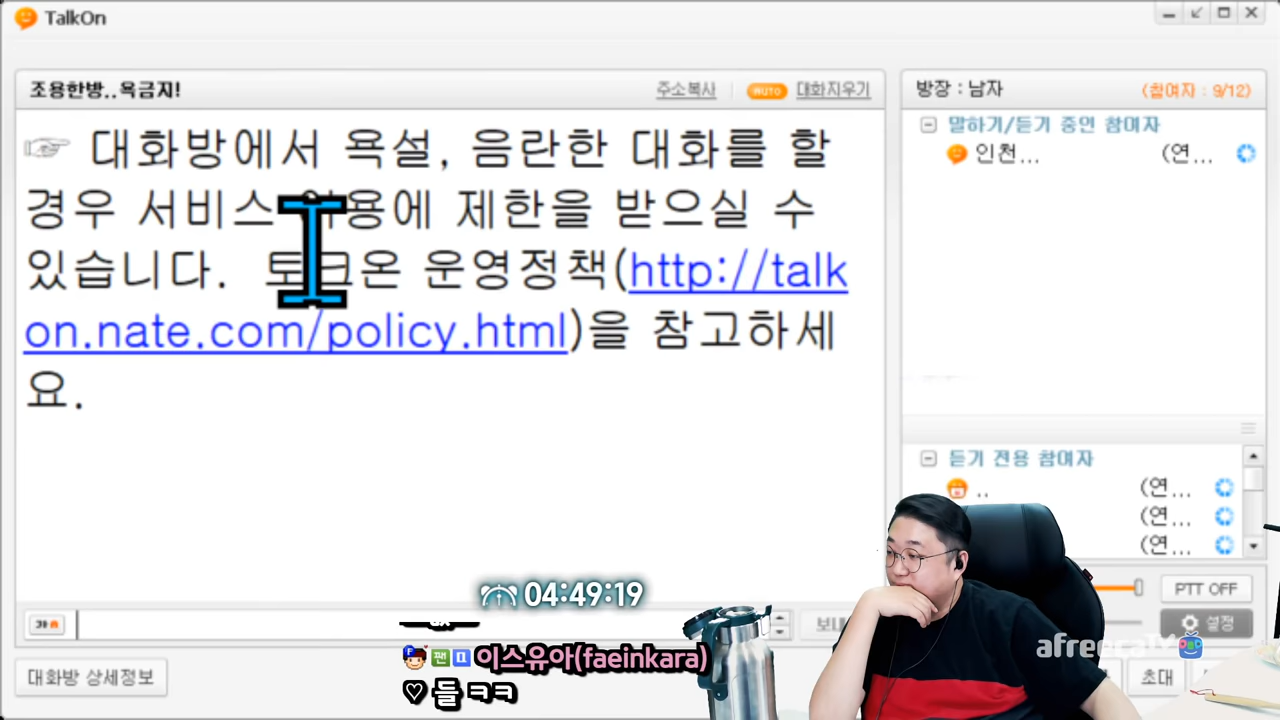 TalkOn
조용한방..욕금지!
주소복사
AUTO
대화지우기
☞ 대화방에서 욕설, 음란한 대화를 할
경우 서비스 이용에 제한을 받으실 수
있습니다. 토크온 운영정책(http://talk
on.nate.com/policy.html)을 참고하세
요.
방장 : 남자
(참여자 : 9/12)
말하기/듣기 중인 참여자
인천... (연...
듣기 전용 참여자
.. (연...
(연...
(연...
PTT OFF
설정
초대
04:49:19
보내
대화방 상세정보
팬 이스유아(faeinkara)
♡ 들 ㅋㅋ
afreecaTV